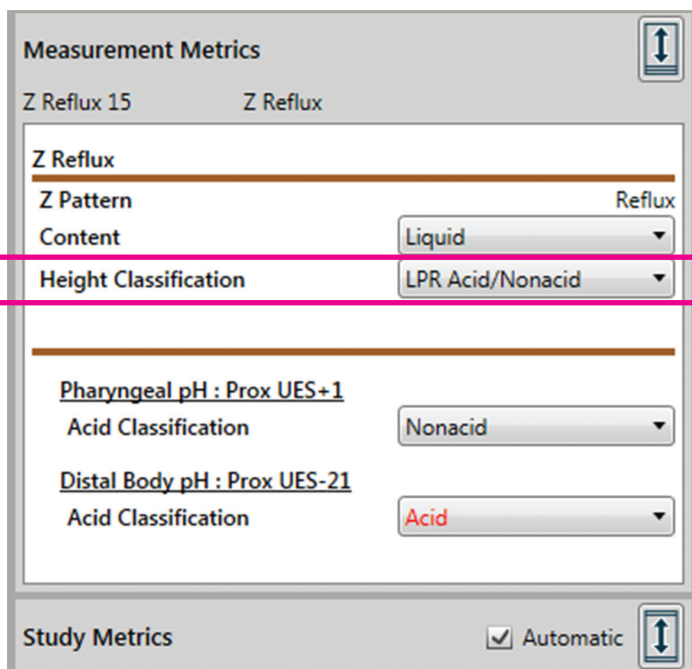 Measurement Metrics
Z Reflux 15 Z Reflux
Z Reflux
Z Pattern Reflux
Content Liquid
Height Classification LPR Acid/Nonacid
Pharyngeal pH : Prox UES+1
Acid Classification Nonacid
Distal Body pH : Prox UES-21
Acid Classification Acid
Study Metrics Automatic